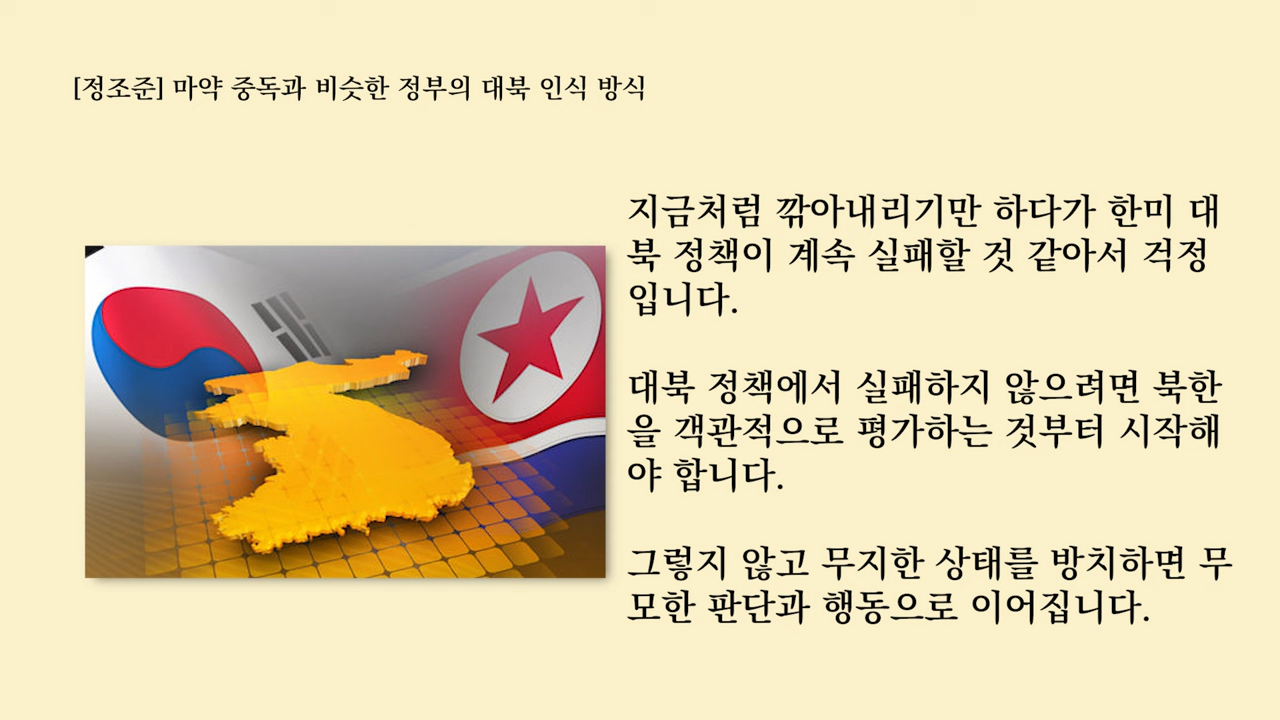 [정조준] 마약 중독과 비슷한 정부의 대북 인식 방식
지금처럼 깎아내리기만 하다가 한미 대
북 정책이 계속 실패할 것 같아서 걱정
입니다.
대북 정책에서 실패하지 않으려면 북한
을 객관적으로 평가하는 것부터 시작해
야 합니다.
그렇지 않고 무지한 상태를 방치하면 무
모한 판단과 행동으로 이어집니다.